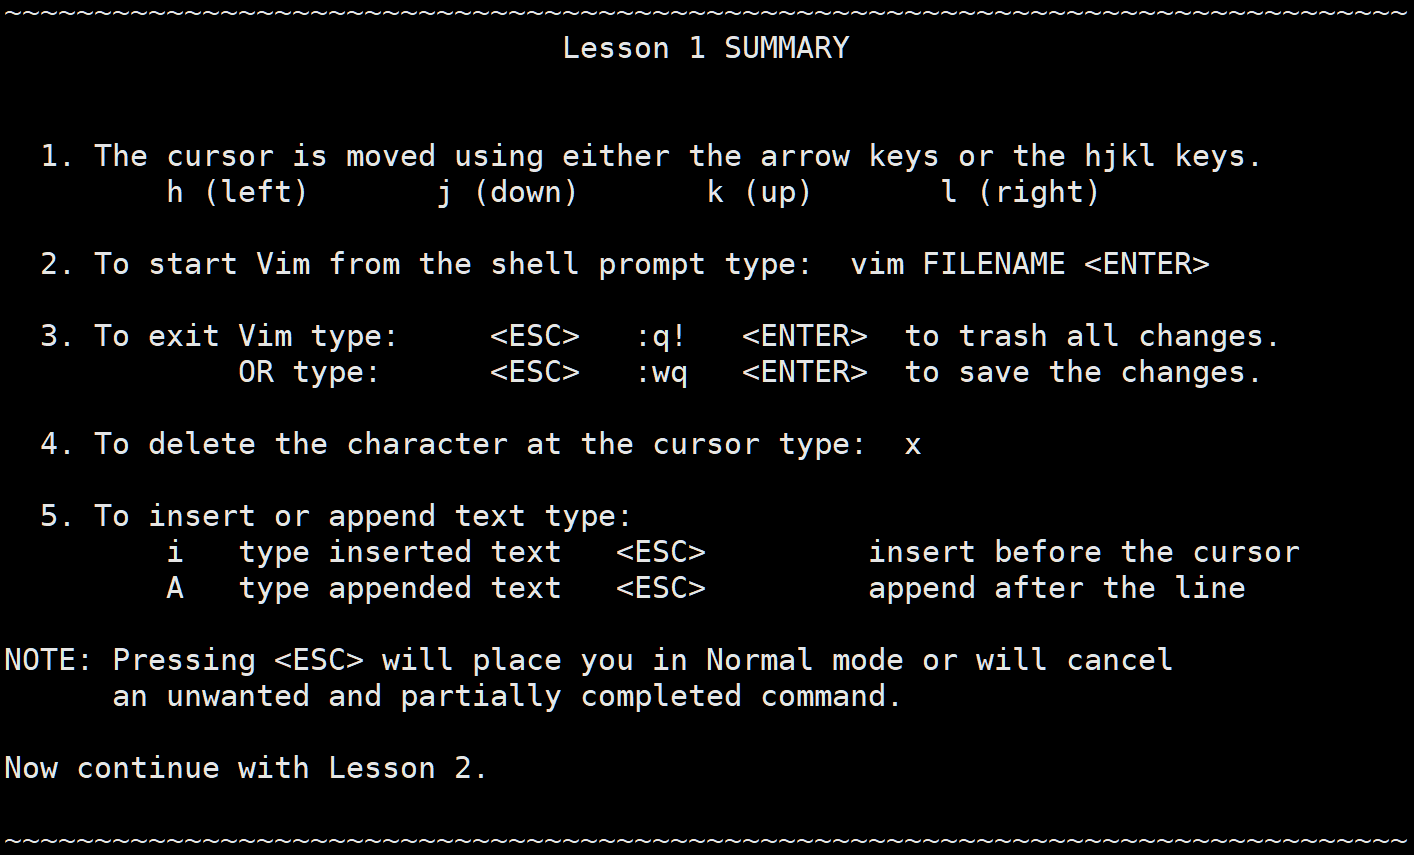 ~~~~~~~~~~~~~~~~~~~~~~~~~~~~~~~~~~~~~~~~~~~~~~~~~~~~~~~~~~~~~~~~~~~~~~~~~~~~~~
Lesson 1 SUMMARY
1. The cursor is moved using either the arrow keys or the hjkl keys.
h (left)       j (down)       k (up)       l (right)
2. To start Vim from the shell prompt type:  vim FILENAME <ENTER>
3. To exit Vim type:     <ESC>   :q!   <ENTER>  to trash all changes.
OR type:      <ESC>   :wq   <ENTER>  to save the changes.
4. To delete the character at the cursor type:  x
5. To insert or append text type:
i   type inserted text   <ESC>         insert before the cursor
A   type appended text   <ESC>         append after the line
NOTE: Pressing <ESC> will place you in Normal mode or will cancel
an unwanted and partially completed command.
Now continue with Lesson 2.
~~~~~~~~~~~~~~~~~~~~~~~~~~~~~~~~~~~~~~~~~~~~~~~~~~~~~~~~~~~~~~~~~~~~~~~~~~~~~~